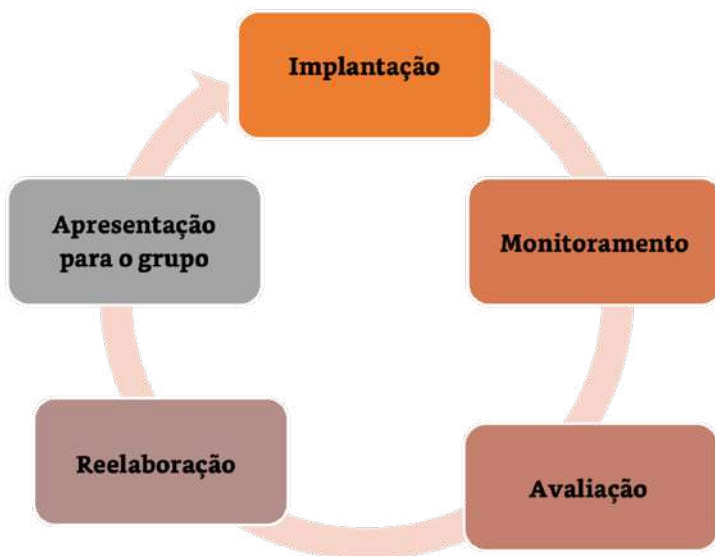 Implantação
Monitoramento
Avaliação
Reelaboração
Apresentação
para o grupo